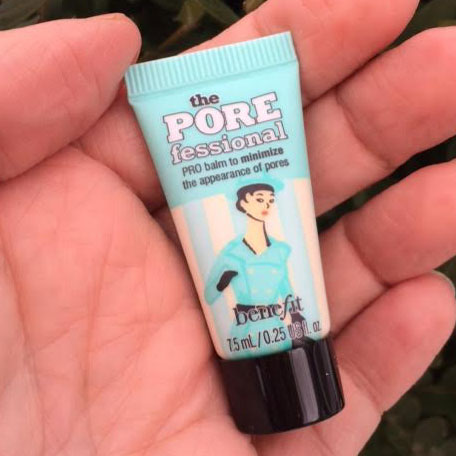 the
PORE
fessional
PRO balm to minimize
the appearance of pores
benefit
7.5 mL / 0.25 US fl. oz